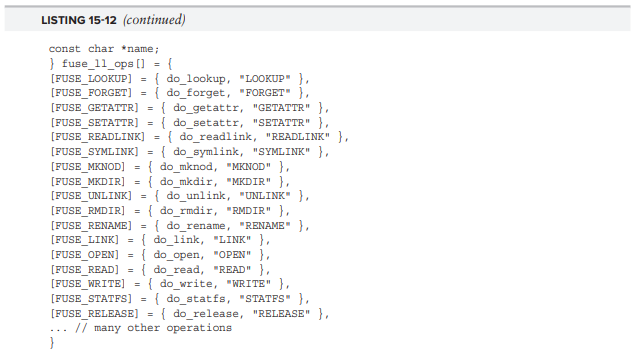 LISTING 15-12 (continued)
const char *name;
} fuse_ll_ops[] = {
[FUSE_LOOKUP] = { do_lookup, "LOOKUP" },
[FUSE_FORGET] = { do_forget, "FORGET" },
[FUSE_GETATTR] = { do_getattr, "GETATTR" },
[FUSE_SETATTR] = { do_setattr, "SETATTR" },
[FUSE_READLINK] = { do_readlink, "READLINK" },
[FUSE_SYMLINK] = { do_symlink, "SYMLINK" },
[FUSE_MKNOD] = { do_mknod, "MKNOD" },
[FUSE_MKDIR] = { do_mkdir, "MKDIR" },
[FUSE_UNLINK] = { do_unlink, "UNLINK" },
[FUSE_RMDIR] = { do_rmdir, "RMDIR" },
[FUSE_RENAME] = { do_rename, "RENAME" },
[FUSE_LINK] = { do_link, "LINK" },
[FUSE_OPEN] = { do_open, "OPEN" },
[FUSE_READ] = { do_read, "READ" },
[FUSE_WRITE] = { do_write, "WRITE" },
[FUSE_STATFS] = { do_statfs, "STATFS" },
[FUSE_RELEASE] = { do_release, "RELEASE" },
... // many other operations
}